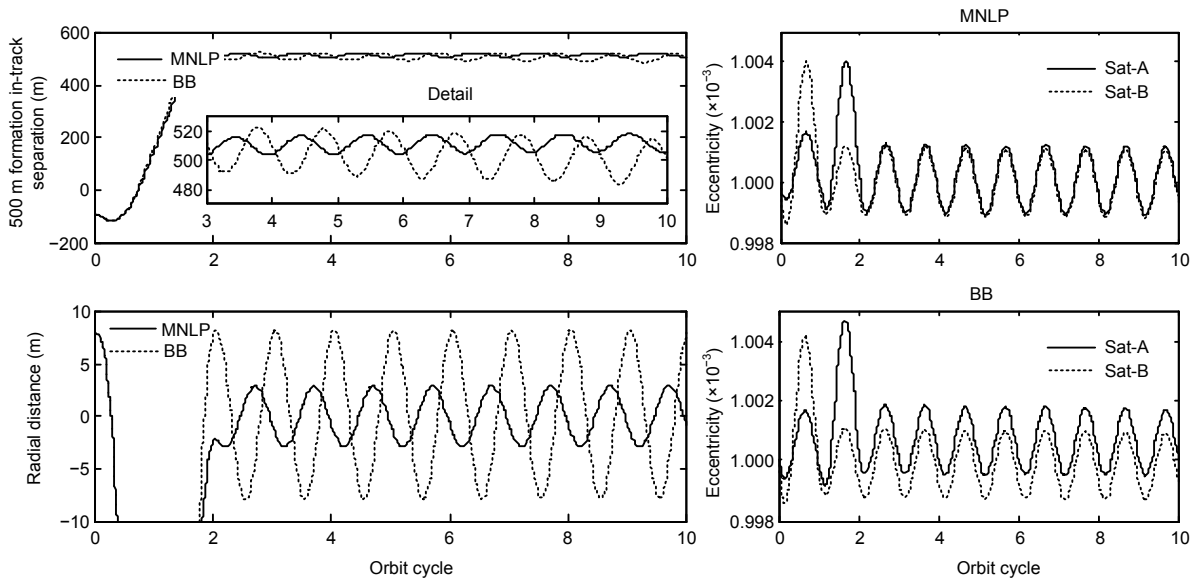 500 m formation in-track
separation (m)
600
400
200
0
−200
MNLP
BB
Detail
520
500
480
3 4 5 6 7 8 9 10
0 2 4 6 8 10
MNLP
Eccentricity (×10⁻³)
1.004
1.002
1.000
0.998
Sat-A
Sat-B
0 2 4 6 8 10
Radial distance (m)
10
5
0
−5
−10
MNLP
BB
0 2 4 6 8 10
Orbit cycle
BB
Eccentricity (×10⁻³)
1.004
1.002
1.000
0.998
Sat-A
Sat-B
0 2 4 6 8 10
Orbit cycle